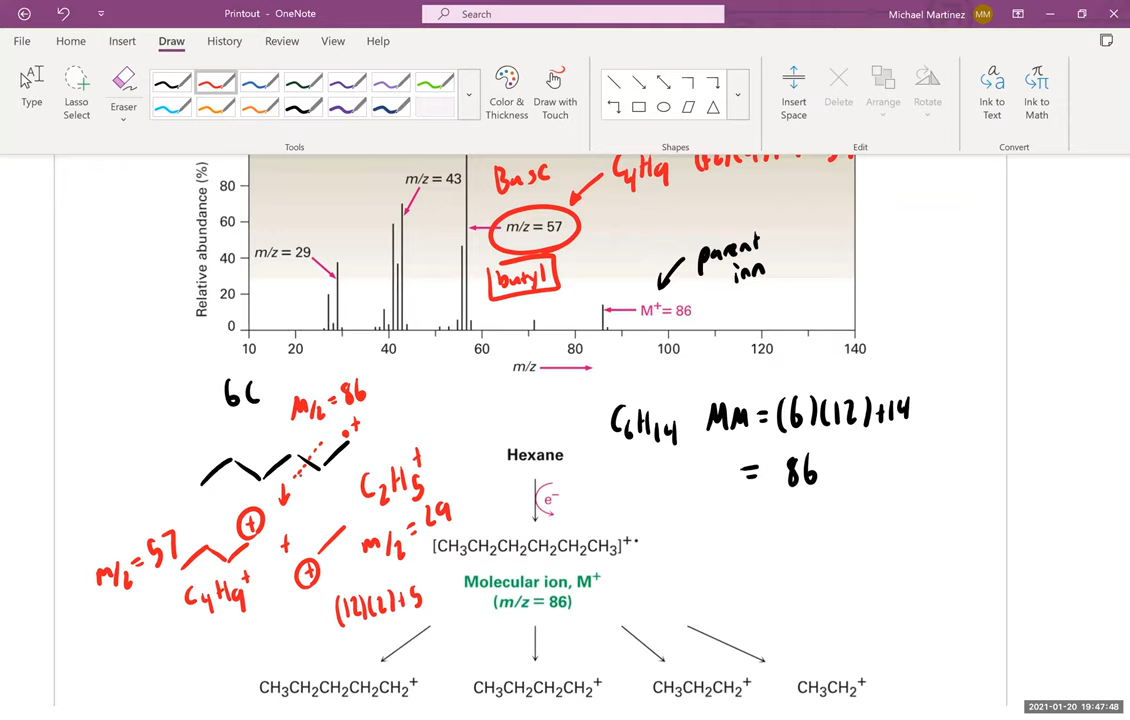 Printout - OneNote
Search
Michael Martinez
MM
File
Home
Insert
Draw
History
Review
View
Help
Type
Lasso
Select
Eraser
Color &
Thickness
Draw with
Touch
Insert
Space
Delete
Arrange
Rotate
Ink to
Text
Ink to
Math
Tools
Shapes
Edit
Convert
Relative abundance (%)
80
60
40
20
0
10
20
40
60
80
100
120
140
m/z
m/z = 43
m/z = 29
m/z = 57
M+= 86
Base
C4H9
butyl
parent
ion
6C
m/z = 86
C6H14 MM = (6)(12)+14
= 86
m/z = 57
+
C4H9+
C2H5+
m/z = 29
(12)(2)+5
Hexane
e−
[CH3CH2CH2CH2CH2CH3]+•
Molecular ion, M+
(m/z = 86)
CH3CH2CH2CH2CH2+
CH3CH2CH2CH2+
CH3CH2CH2+
CH3CH2+
2021-01-20 19:47:48